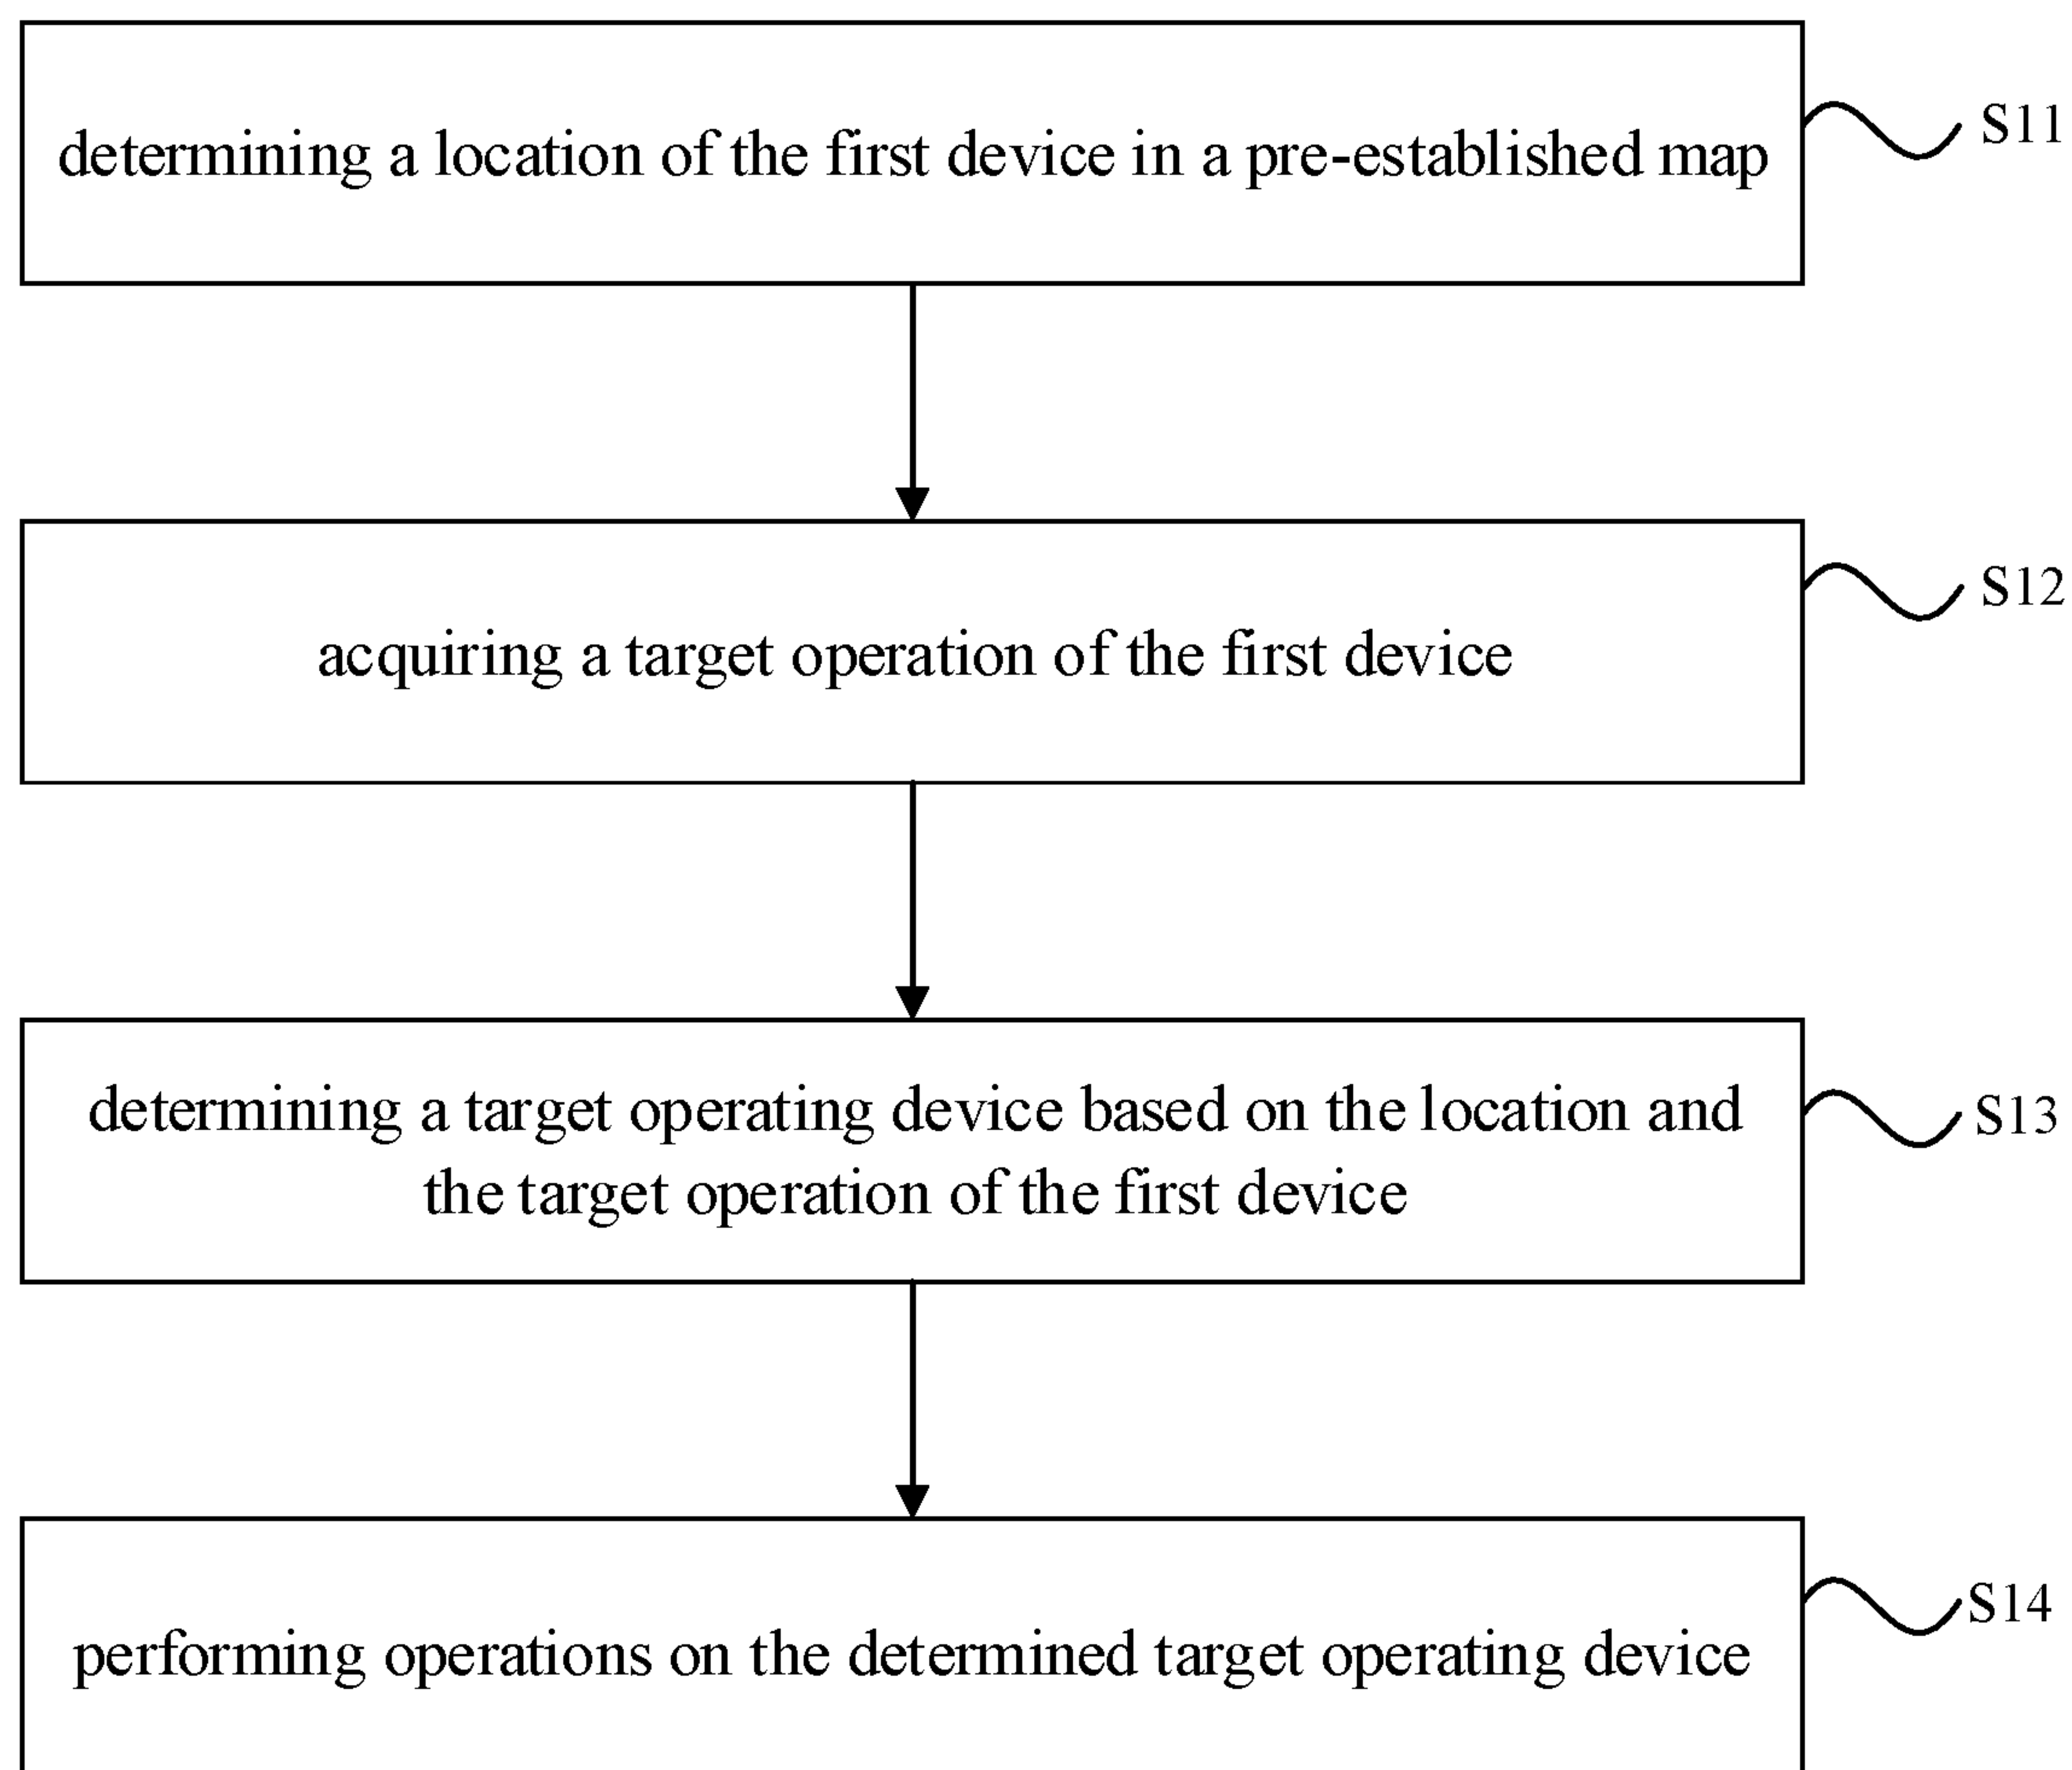 determining a location of the first device in a pre-established map
S11
acquiring a target operation of the first device
S12
determining a target operating device based on the location and
the target operation of the first device
S13
performing operations on the determined target operating device
S14